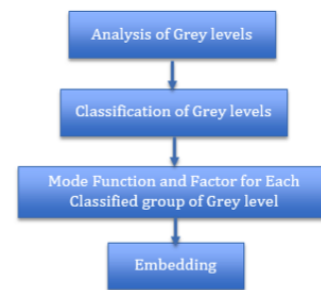 Analysis of Grey levels
Classification of Grey levels
Mode Function and Factor for Each
Classified group of Grey level
Embedding